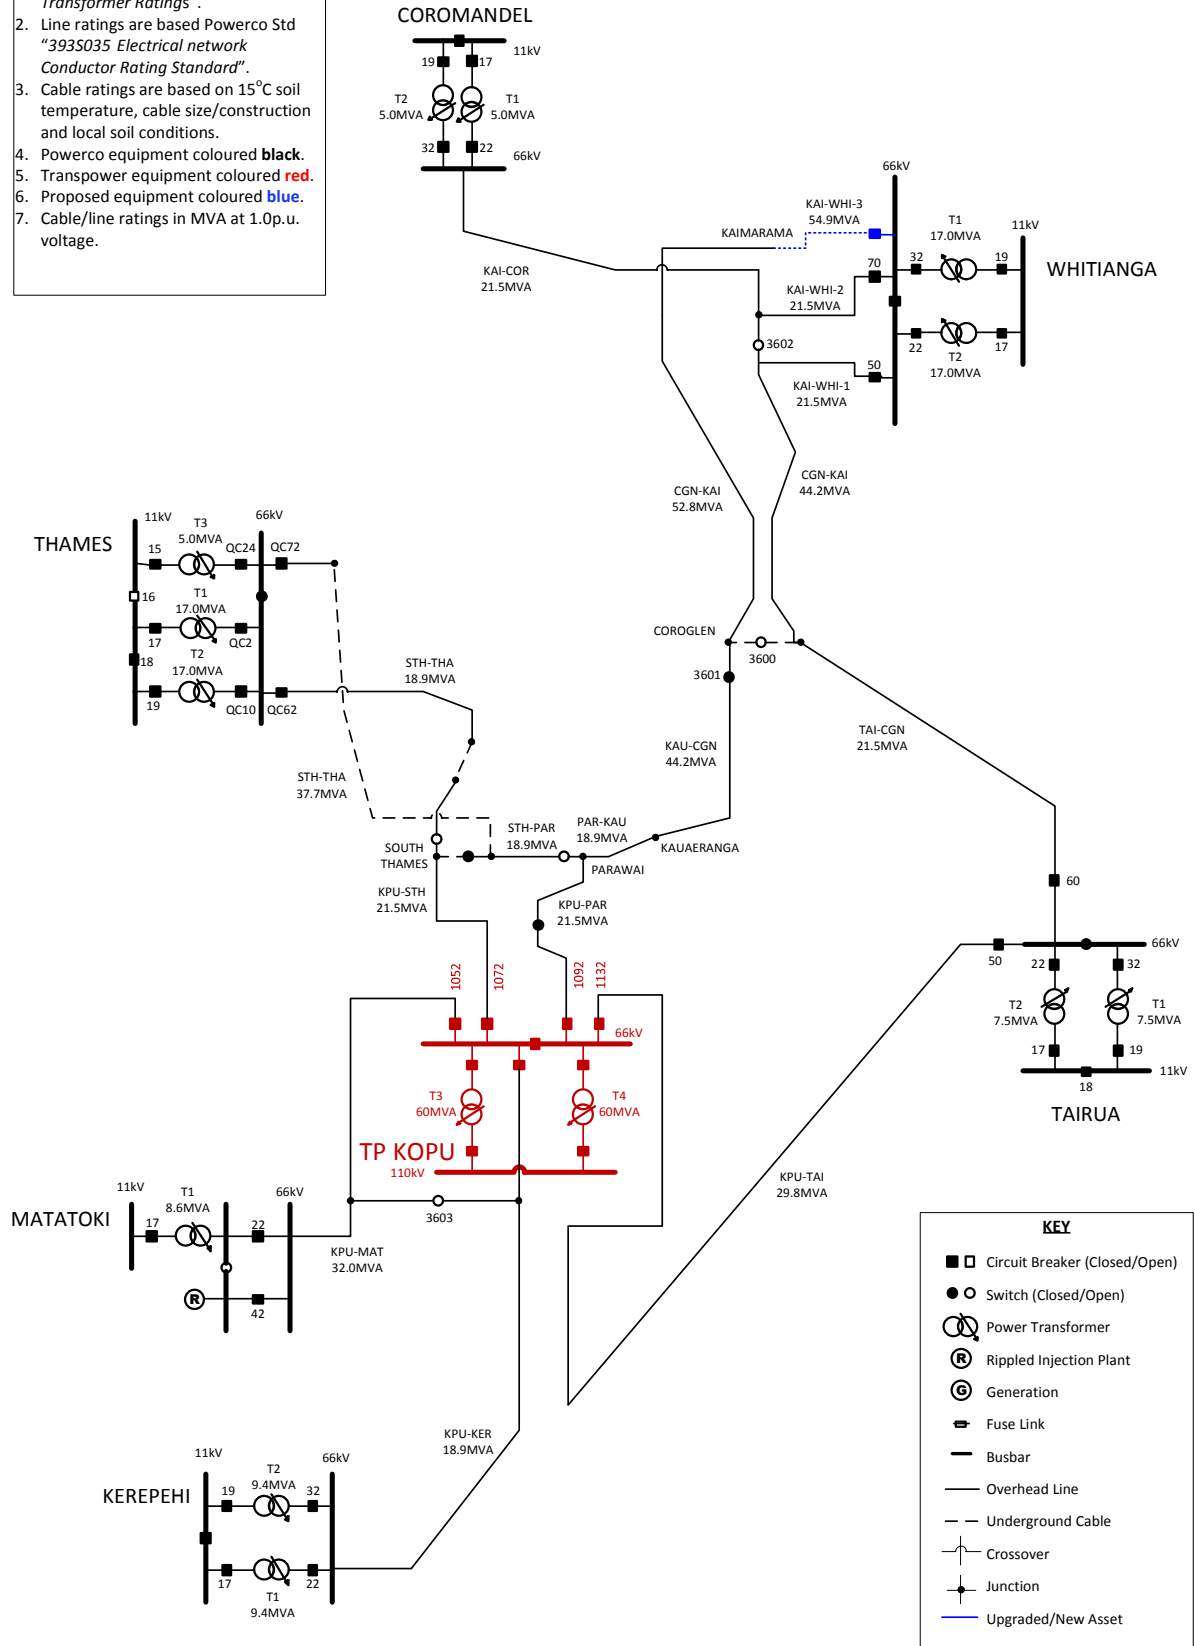 Transformer Ratings".
2. Line ratings are based Powerco Std
"393S035 Electrical network
Conductor Rating Standard".
3. Cable ratings are based on 15°C soil
temperature, cable size/construction
and local soil conditions.
4. Powerco equipment coloured black.
5. Transpower equipment coloured red.
6. Proposed equipment coloured blue.
7. Cable/line ratings in MVA at 1.0p.u.
voltage.
COROMANDEL
11kV
19
17
T2
5.0MVA
T1
5.0MVA
32
22
66kV
KAI-COR
21.5MVA
KAIMARAMA
KAI-WHI-3
54.9MVA
66kV
70
KAI-WHI-2
21.5MVA
3602
50
KAI-WHI-1
21.5MVA
T1
17.0MVA
32
19
11kV
WHITIANGA
22
17
T2
17.0MVA
CGN-KAI
52.8MVA
CGN-KAI
44.2MVA
THAMES
11kV
T3
5.0MVA
66kV
15
QC24
QC72
16
T1
17.0MVA
17
QC2
18
T2
17.0MVA
19
QC10
QC62
STH-THA
18.9MVA
STH-THA
37.7MVA
COROGLEN
3600
3601
KAU-CGN
44.2MVA
TAI-CGN
21.5MVA
SOUTH
THAMES
STH-PAR
18.9MVA
PAR-KAU
18.9MVA
KAUAERANGA
PARAWAI
KPU-STH
21.5MVA
KPU-PAR
21.5MVA
60
50
66kV
22
32
T2
7.5MVA
T1
7.5MVA
17
19
11kV
18
TAIRUA
1052
1072
1092
1132
66kV
T3
60MVA
T4
60MVA
TP KOPU
110kV
KPU-TAI
29.8MVA
MATATOKI
11kV
T1
8.6MVA
66kV
17
22
42
R
3603
KPU-MAT
32.0MVA
KPU-KER
18.9MVA
KEREPEHI
11kV
T2
9.4MVA
66kV
19
32
17
22
T1
9.4MVA
KEY
Circuit Breaker (Closed/Open)
Switch (Closed/Open)
Power Transformer
R Rippled Injection Plant
G Generation
Fuse Link
Busbar
Overhead Line
Underground Cable
Crossover
Junction
Upgraded/New Asset